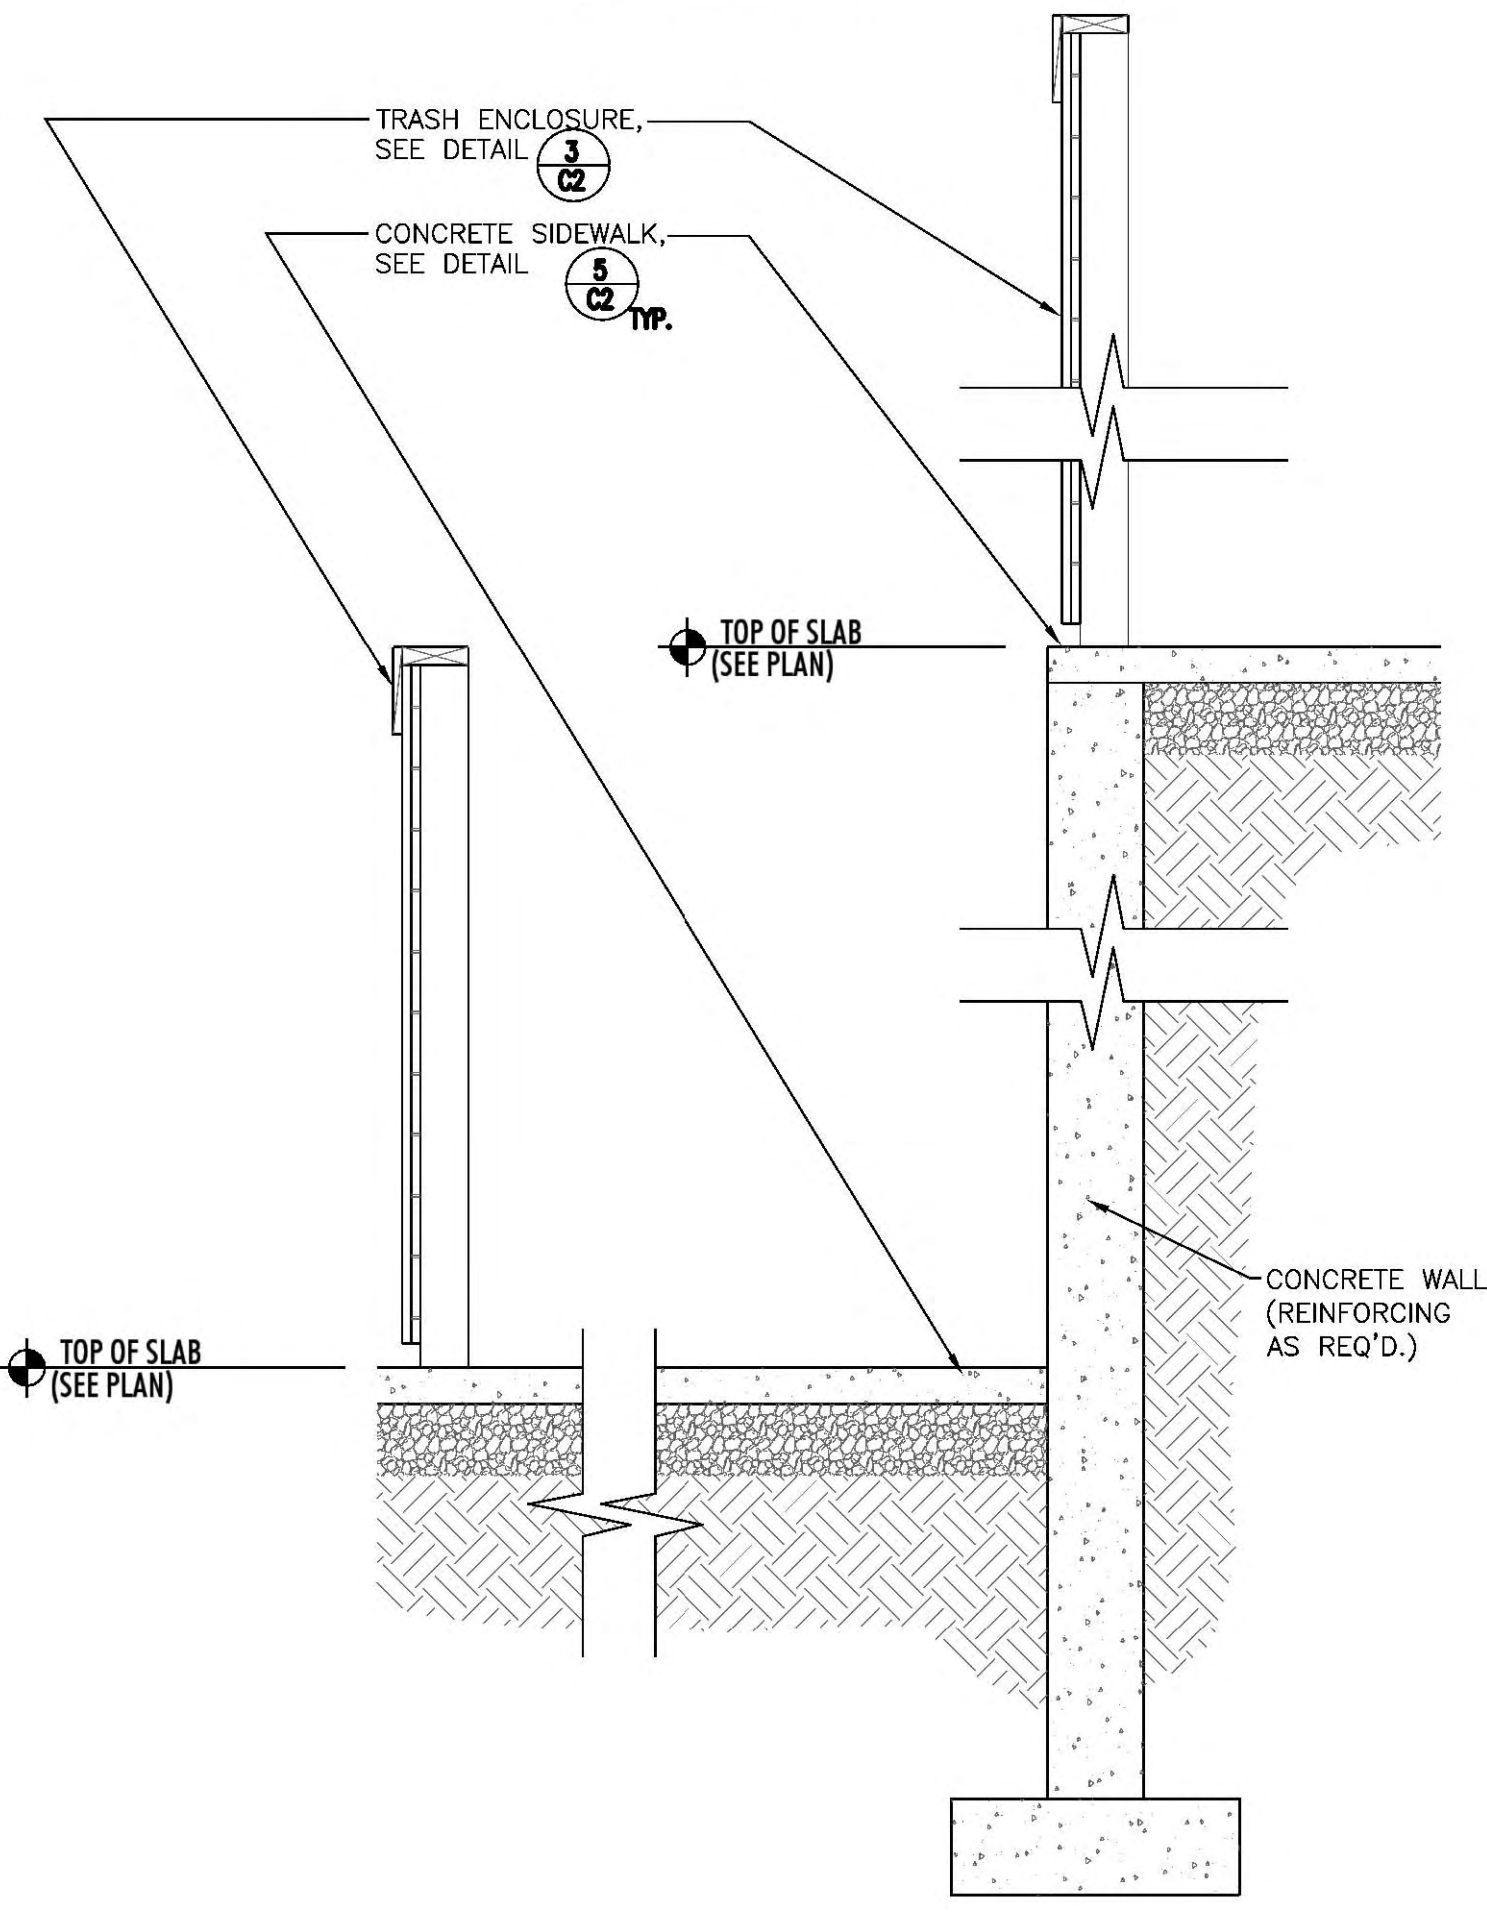 TRASH ENCLOSURE,
SEE DETAIL
3
C2
CONCRETE SIDEWALK,
SEE DETAIL
5
C2
TYP.
TOP OF SLAB
(SEE PLAN)
CONCRETE WALL
(REINFORCING
AS REQ'D.)
TOP OF SLAB
(SEE PLAN)